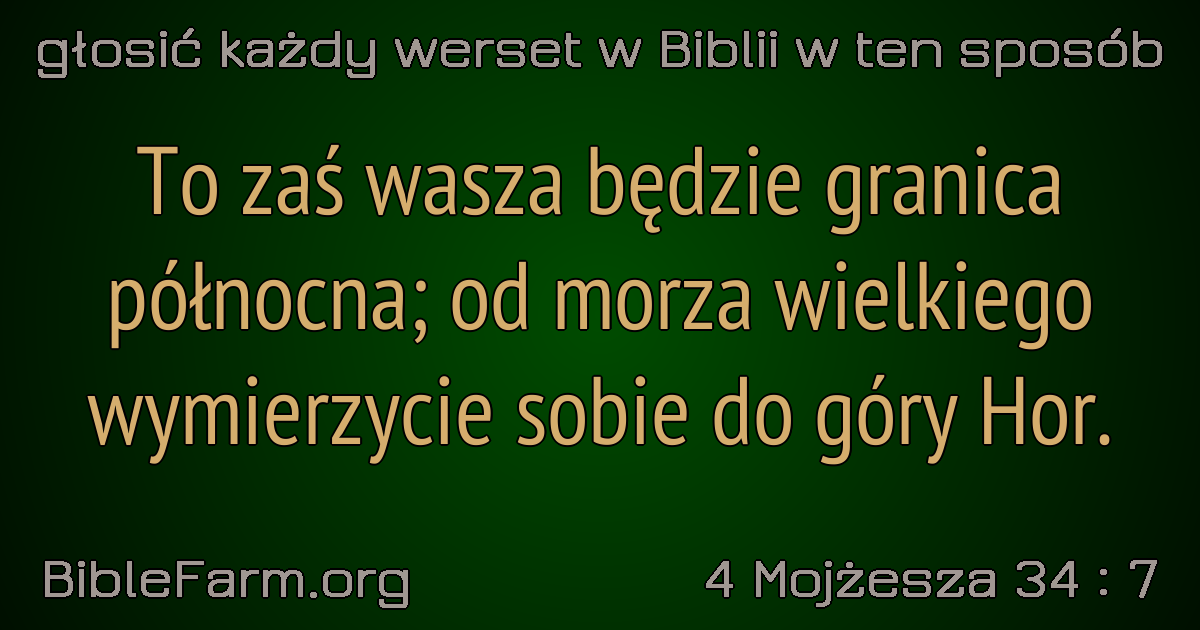 głosić każdy werset w Biblii w ten sposób
To zaś wasza będzie granica
północna; od morza wielkiego
wymierzycie sobie do góry Hor.
BibleFarm.org
4 Mojżesza 34 : 7